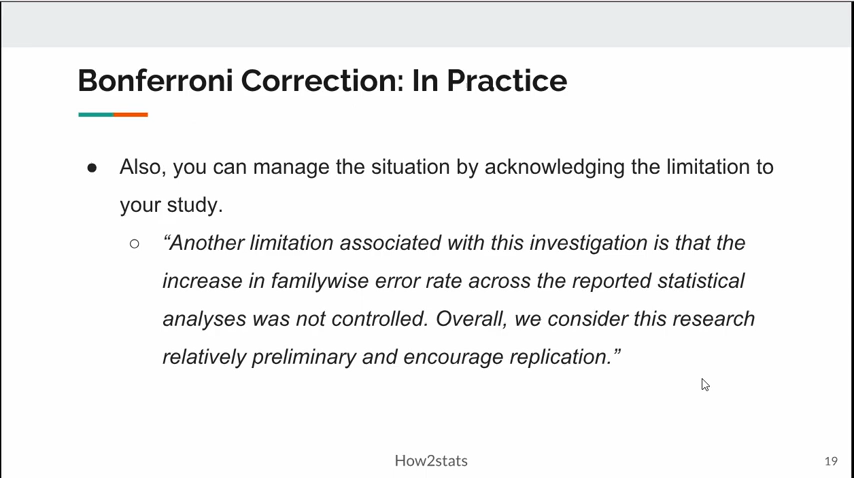 Bonferroni Correction: In Practice
● Also, you can manage the situation by acknowledging the limitation to
your study.
○ “Another limitation associated with this investigation is that the
increase in familywise error rate across the reported statistical
analyses was not controlled. Overall, we consider this research
relatively preliminary and encourage replication.”
How2stats
19